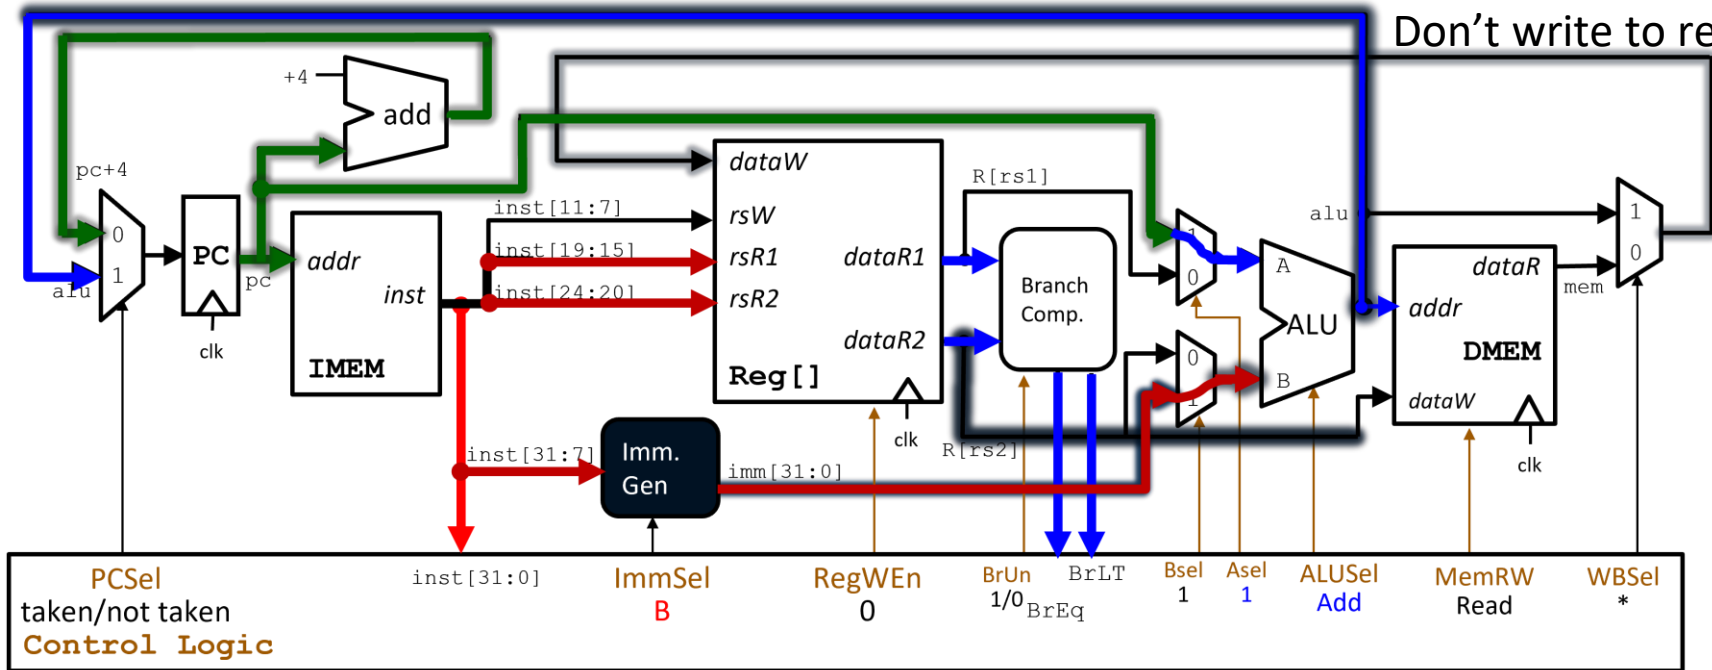 Don't write to re
+4
add
pc+4
0
1
alu
PC
clk
pc
addr
inst
IMEM
inst[11:7]
inst[19:15]
inst[24:20]
dataW
rsW
rsR1
rsR2
dataR1
dataR2
Reg[]
clk
R[rs1]
R[rs2]
Branch
Comp.
1
0
0
1
A
B
ALU
alu
addr
dataR
DMEM
dataW
clk
mem
1
0
inst[31:7]
Imm.
Gen
imm[31:0]
PCSel
taken/not taken
Control Logic
inst[31:0]
ImmSel
B
RegWEn
0
BrUn
1/0
BrEq
BrLT
Bsel
1
Asel
1
ALUSel
Add
MemRW
Read
WBSel
*